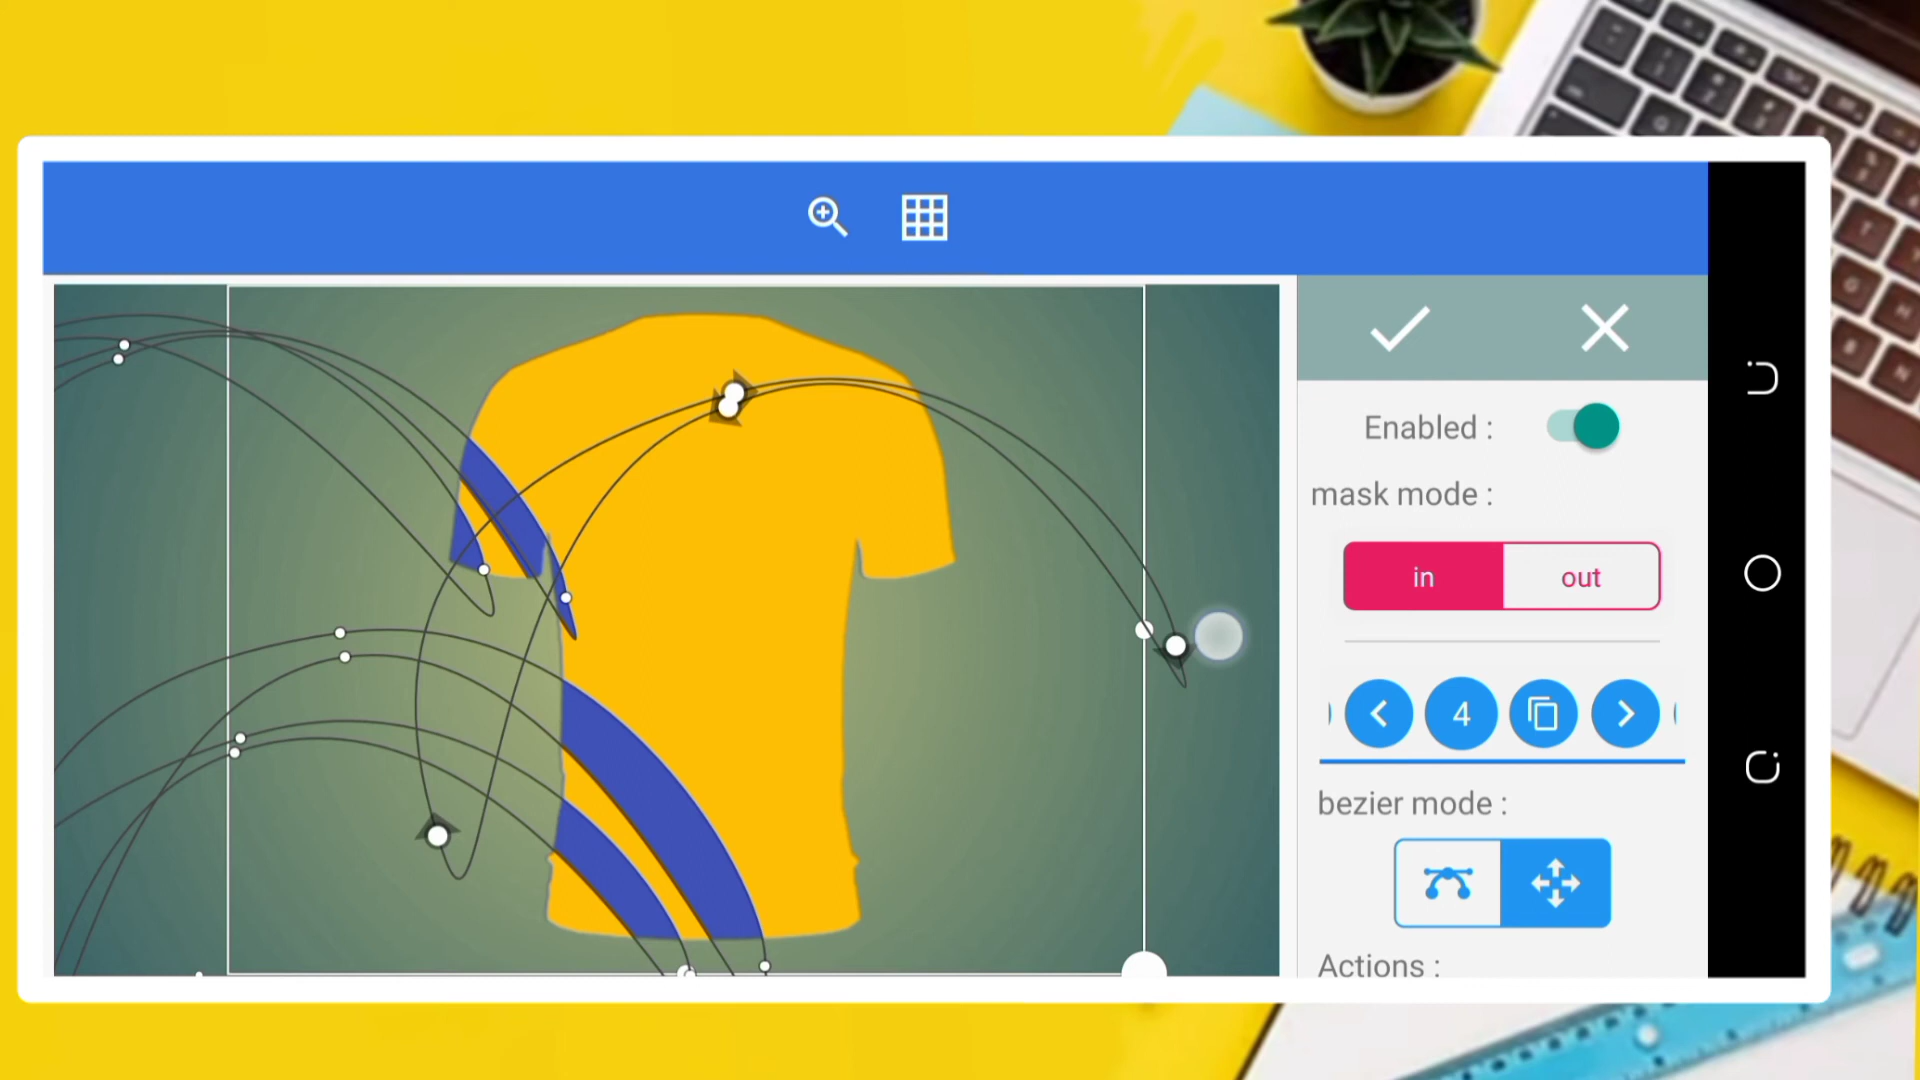 Enabled :
mask mode :
in
out
4
bezier mode :
Actions :